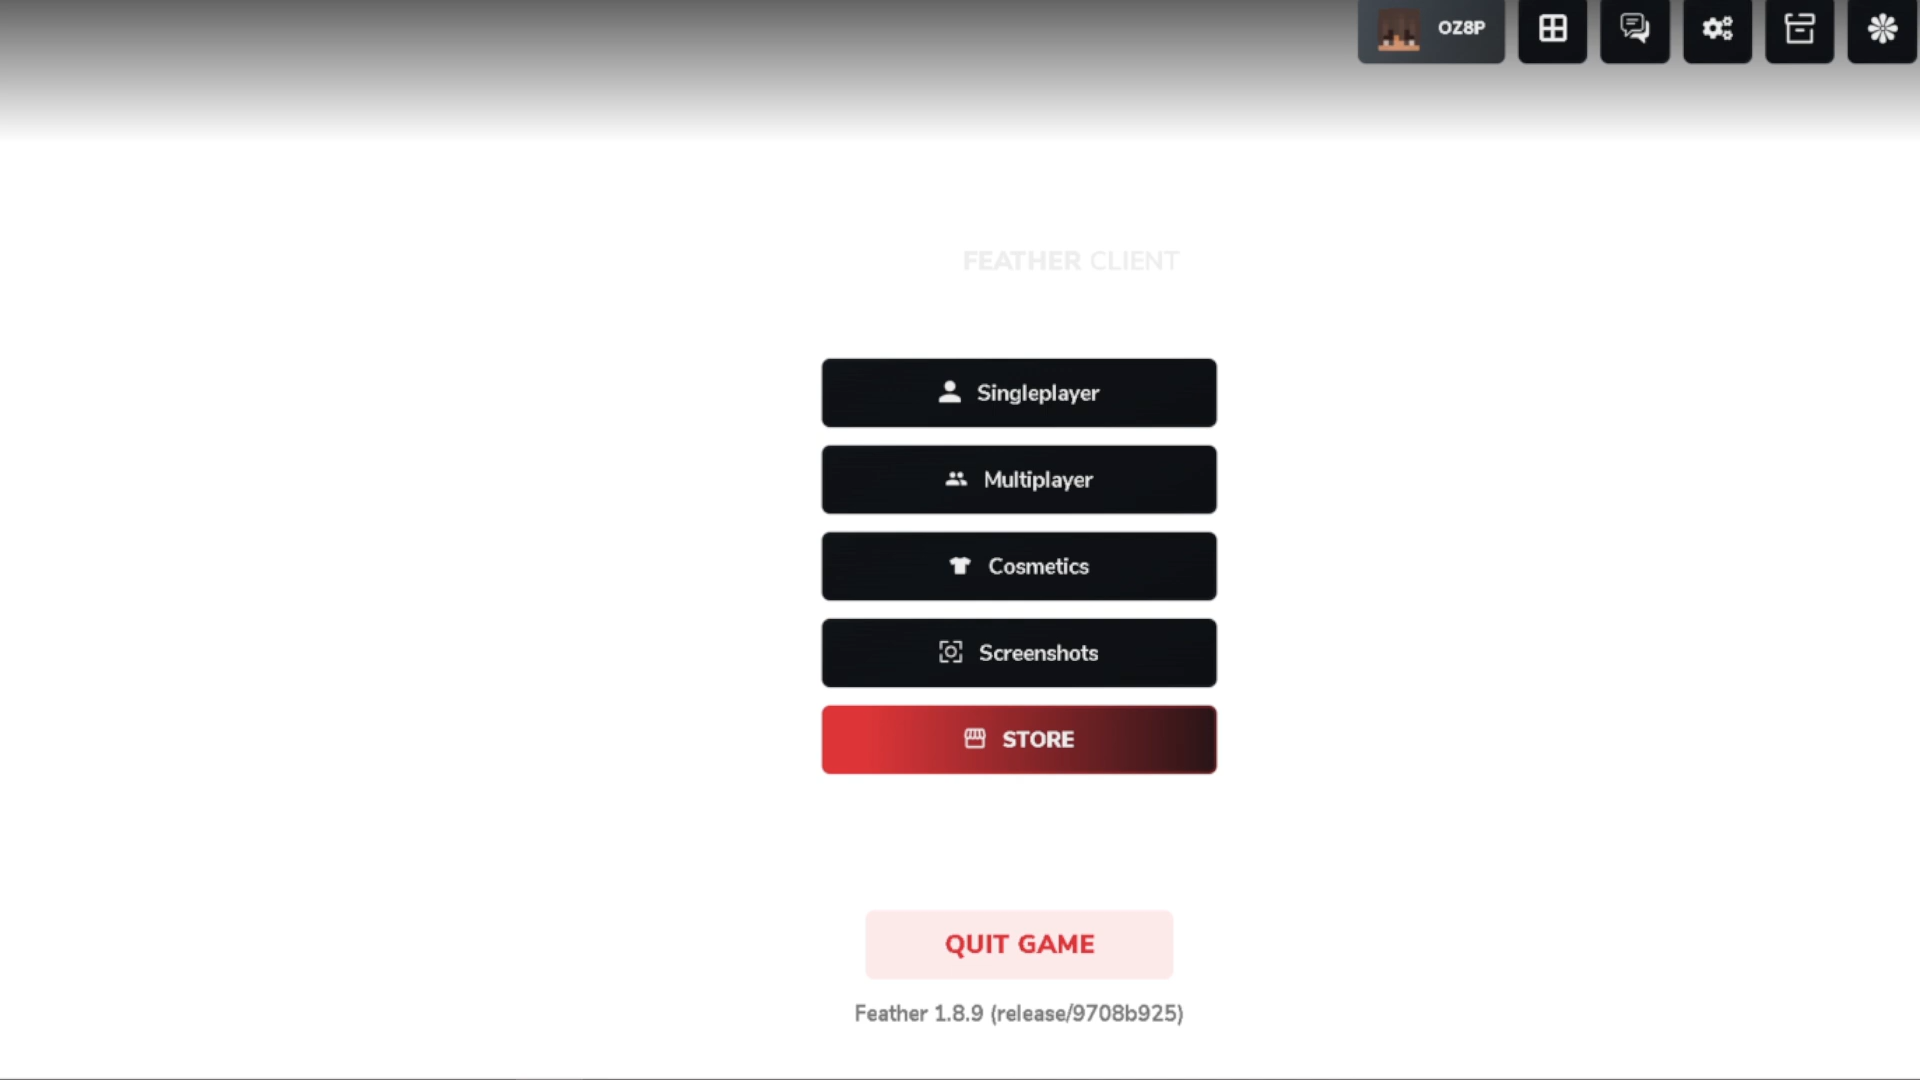 OZ8P
FEATHER CLIENT
Singleplayer
Multiplayer
Cosmetics
Screenshots
STORE
QUIT GAME
Feather 1.8.9 (release/9708b925)